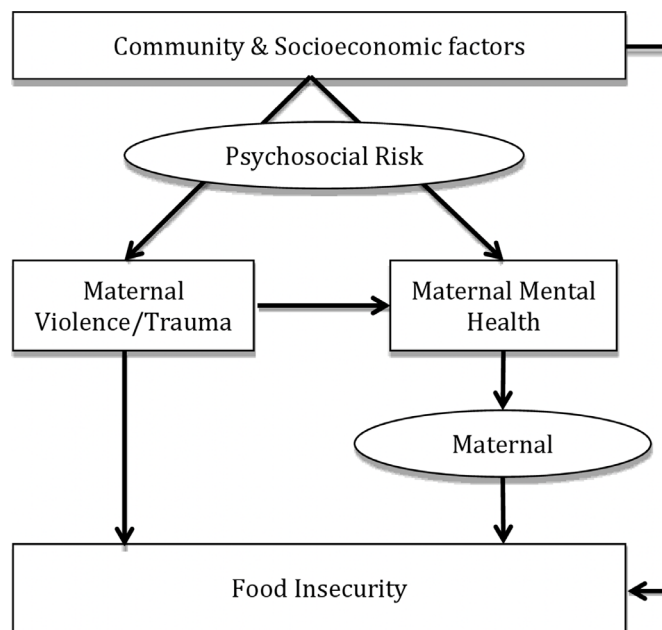 Community & Socioeconomic factors
Psychosocial Risk
Maternal
Violence/Trauma
Maternal Mental
Health
Maternal
Food Insecurity